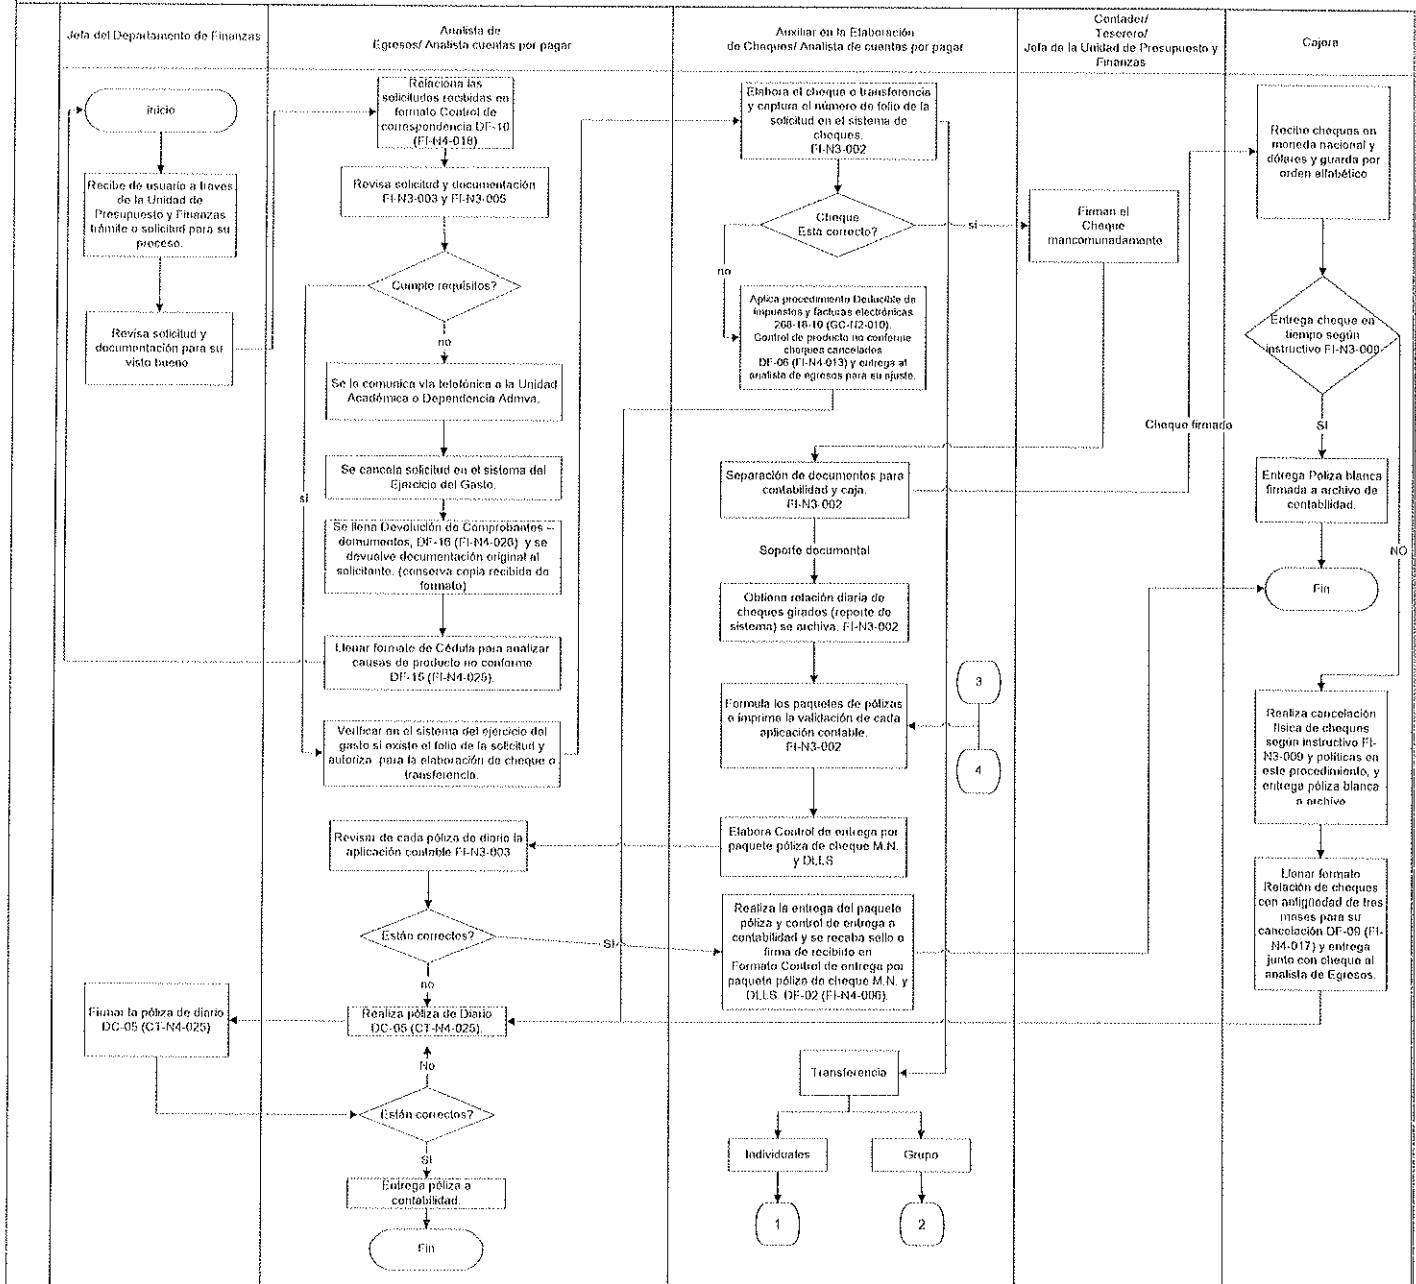 Jefa del Departamento de Finanzas
Analista de
Egresos/ Analista cuentas por pagar
Auxiliar en la Elaboración
de Cheques/ Analista de cuentas por pagar
Contador/
Tesorero/
Jefa de la Unidad de Presupuesto y
Finanzas
Cajera
Inicio
Recibe de usuario a través
de la Unidad de
Presupuesto y Finanzas
trámite o solicitud para su
proceso.
Revisa solicitud y
documentación para su
visto bueno
Firmar la póliza de diario
DC-05 (CT-N4-025)
Relaciona las
solicitudes recibidas en
formato Control de
correspondencia DF-10
(FI-N4-018)
Revisa solicitud y documentación
FI-N3-003 y FI-N3-005
Cumple requisitos?
no
si
Se le comunica vía telefónica a la Unidad
Académica o Dependencia Admva.
Se cancela solicitud en el sistema del
Ejercicio del Gasto.
Se llena Devolución de Comprobantes –
domumentos, DF-16 (FI-N4-026) y se
devuelve documentación original al
solicitante. (conserva copia recibida de
formato)
Llenar formato de Cédula para analizar
causas de producto no conforme
DF-15 (FI-N4-025).
Verificar en el sistema del ejercicio del
gasto si existe el folio de la solicitud y
autoriza para la elaboración de cheque o
transferencia.
Revisar de cada póliza de diario la
aplicación contable FI-N3-003
Están correctos?
SI
no
Realiza póliza de Diario
DC-05 (CT-N4-025).
No
Están correctos?
SI
Entrega póliza a
contabilidad.
Fin
Elabora el cheque o transferencia
y captura el número de folio de la
solicitud en el sistema de
cheques.
FI-N3-002
Cheque
Esta correcto?
si
no
Aplica procedimiento Deducible de
impuestos y facturas electrónicas
268-18-10 (GC-N2-010).
Control de producto no conforme
cheques cancelados
DF-06 (FI-N4-013) y entrega al
analista de egresos para su ajuste.
Separación de documentos para
contabilidad y caja.
FI-N3-002
Soporte documental
Obtiene relación diaria de
cheques girados (reporte de
sistema) se archiva. FI-N3-002
3
Formula los paquetes de pólizas
e imprime la validación de cada
aplicación contable.
FI-N3-002
4
Elabora Control de entrega por
paquete póliza de cheque M.N.
y DLLS
Realiza la entrega del paquete
póliza y control de entrega a
contabilidad y se recaba sello o
firma de recibido en
Formato Control de entrega por
paquete póliza de cheque M.N. y
DLLS DF-02 (FI-N4-006).
Transferencia
Individuales
Grupo
1
2
Firman el
Cheque
mancomunadamente
Cheque firmado
Recibe cheques en
moneda nacional y
dólares y guarda por
orden alfabético
Entrega cheque en
tiempo según
instructivo FI-N3-009
SI
NO
Entrega Poliza blanca
firmada a archivo de
contabilidad.
Fin
Realiza cancelación
física de cheques
según instructivo FI-
N3-009 y políticas en
este procedimiento, y
entrega póliza blanca
a archivo
Llenar formato
Relación de cheques
con antigüedad de tres
meses para su
cancelación DF-09 (FI-
N4-017) y entrega
junto con cheque al
analista de Egresos.